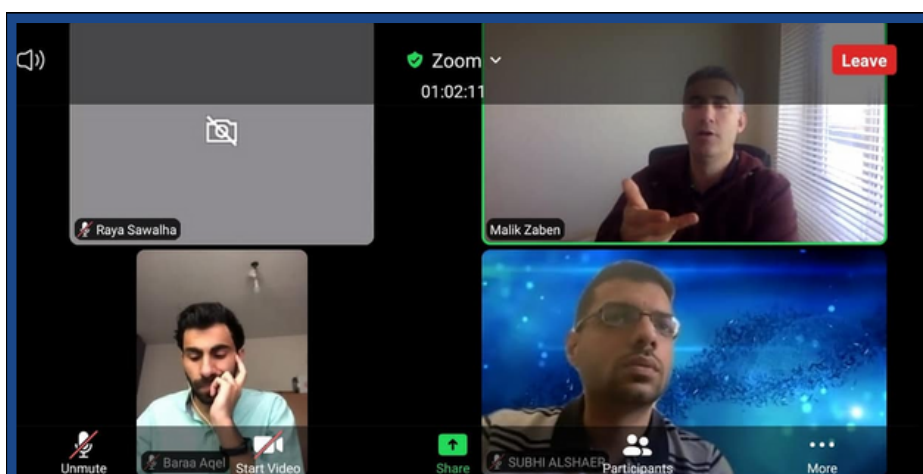 Zoom
Leave
01:02:11
Raya Sawalha
Malik Zaben
Baraa Aqel
SUBHI ALSHAER
Unmute
Start Video
Share
Participants
More